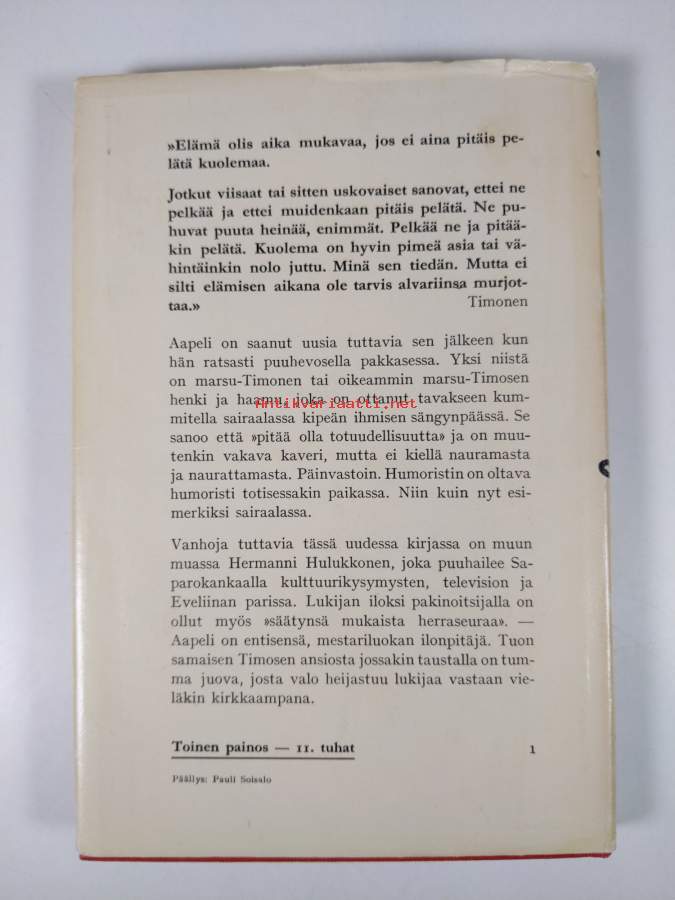 »Elämä olis aika mukavaa, jos ei aina pitäis pe-
lätä kuolemaa.
Jotkut viisaat tai sitten uskovaiset sanovat, ettei ne
pelkää ja ettei muidenkaan pitäis pelätä. Ne pu-
huvat puuta heinää, enimmät. Pelkää ne ja pitää-
kin pelätä. Kuolema on hyvin pimeä asia tai vä-
hintäinkin nolo juttu. Minä sen tiedän. Mutta ei
silti elämisen aikana ole tarvis alvariinsa murjot-
taa.» Timonen
Aapeli on saanut uusia tuttavia sen jälkeen kun
hän ratsasti puuhevosella pakkasessa. Yksi niistä
on marsu-Timonen tai oikeammin marsu-Timosen
henki ja haamu, joka on ottanut tavakseen kum-
Antikvariaatti.net
mitella sairaalassa kipeän ihmisen sängynpäässä. Se
sanoo että »pitää olla totuudellisuutta» ja on muu-
tenkin vakava kaveri, mutta ei kiellä nauramasta
ja naurattamasta. Päinvastoin. Humoristin on oltava
humoristi totisessakin paikassa. Niin kuin nyt esi-
merkiksi sairaalassa.
Vanhoja tuttavia tässä uudessa kirjassa on muun
muassa Hermanni Hulukkonen, joka puuhailee Sa-
parokankaalla kulttuurikysymysten, television ja
Eveliinan parissa. Lukijan iloksi pakinoitsijalla on
ollut myös »säätynsä mukaista herraseuraa». —
Aapeli on entisensä, mestariluokan ilonpitäjä. Tuon
samaisen Timosen ansiosta jossakin taustalla on tum-
ma juova, josta valo heijastuu lukijaa vastaan vie-
läkin kirkkaampana.
Toinen painos — 11. tuhat 1
Päällys: Pauli Soisalo